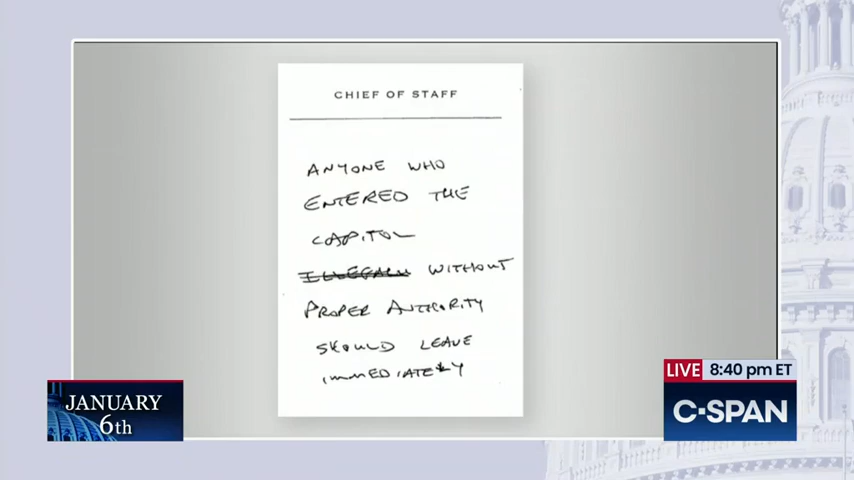 CHIEF OF STAFF
ANYONE WHO
ENTERED THE
CAPITOL
ILLEGALLY WITHOUT
PROPER AUTHORITY
SHOULD LEAVE
IMMEDIATELY
JANUARY
6th
LIVE 8:40 pm ET
C-SPAN